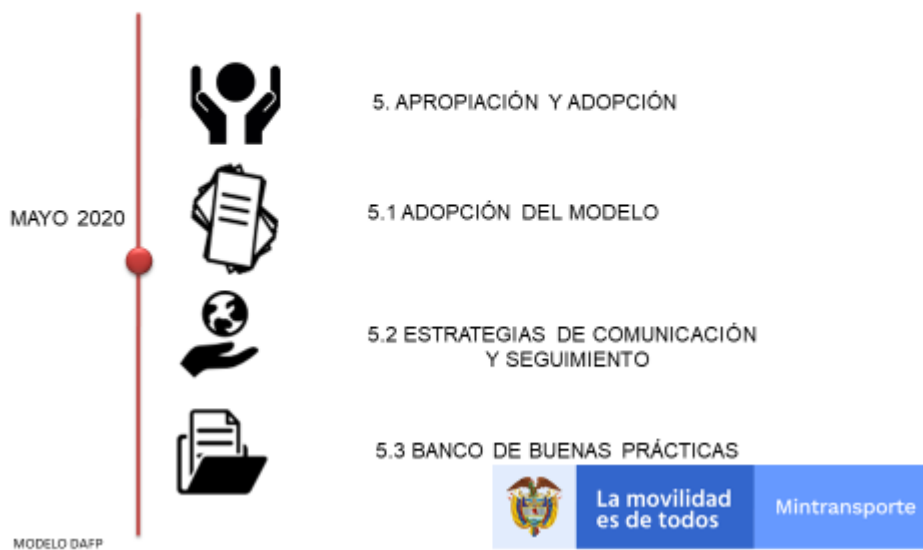 5. APROPIACIÓN Y ADOPCIÓN
MAYO 2020
5.1 ADOPCIÓN DEL MODELO
5.2 ESTRATEGIAS DE COMUNICACIÓN
Y SEGUIMIENTO
5.3 BANCO DE BUENAS PRÁCTICAS
La movilidad
es de todos
Mintransporte
MODELO DAFP